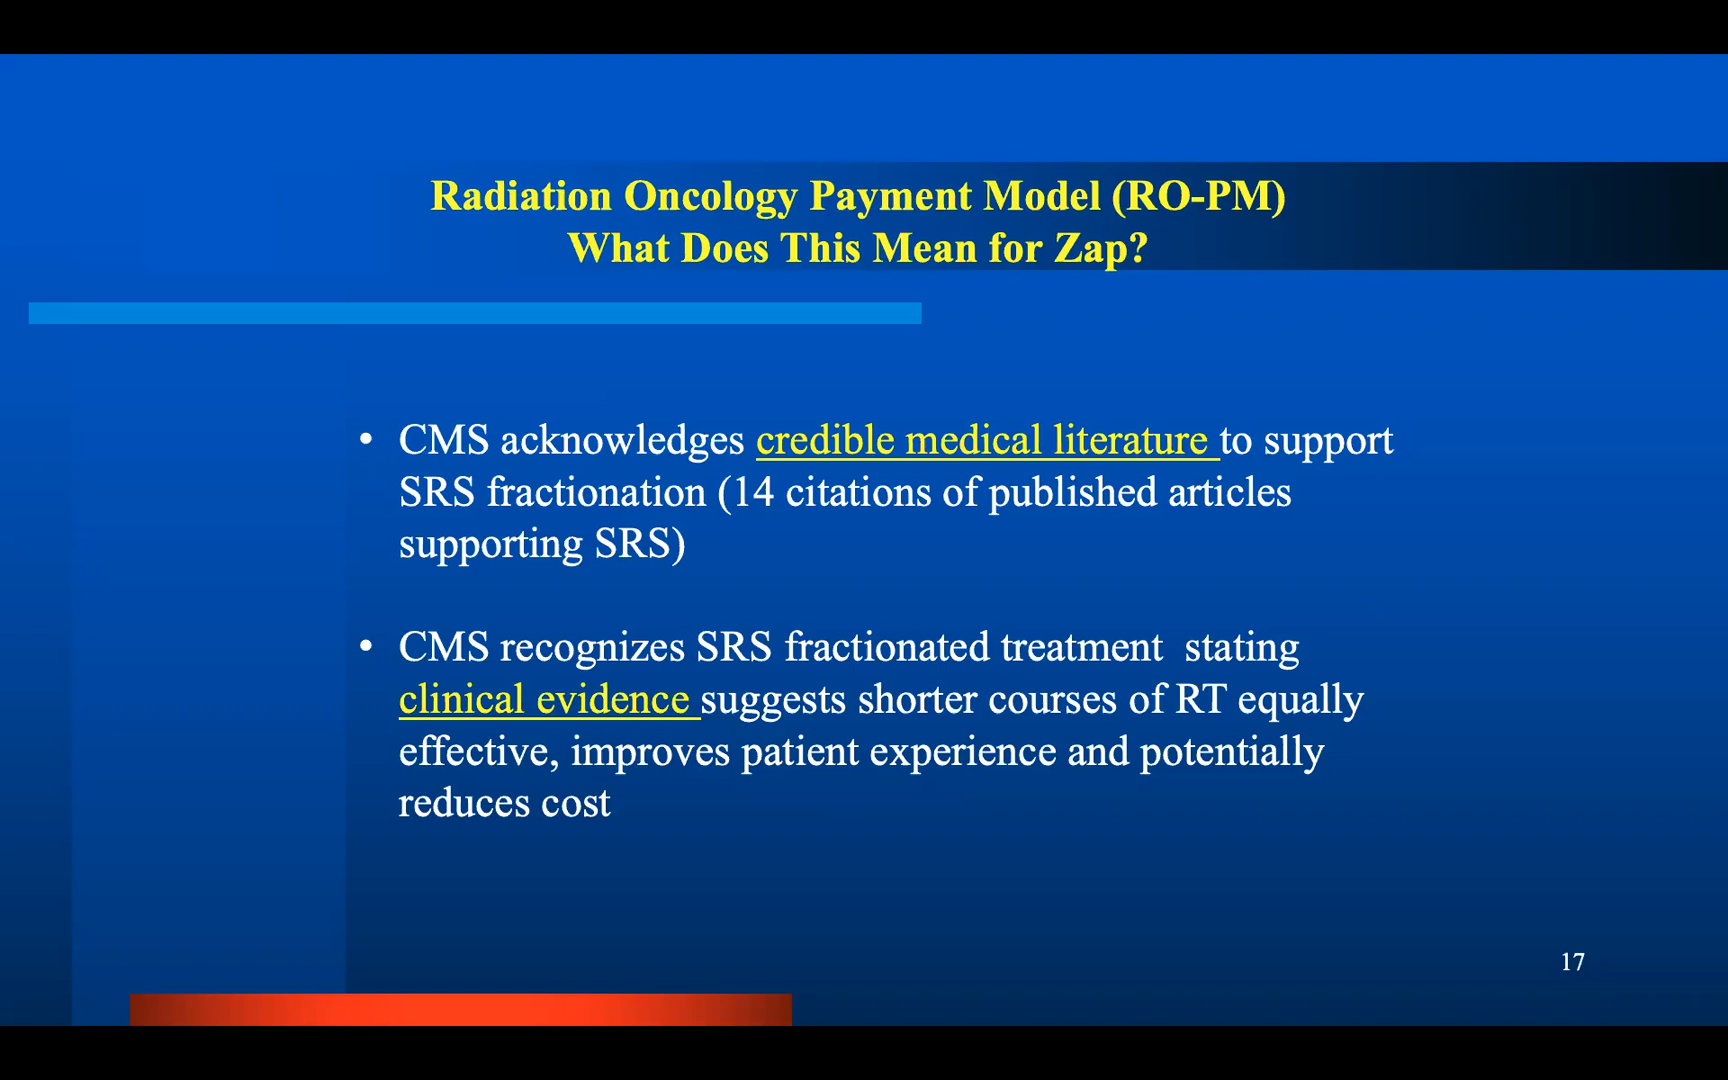 Radiation Oncology Payment Model (RO-PM)
What Does This Mean for Zap?
• CMS acknowledges credible medical literature to support
SRS fractionation (14 citations of published articles
supporting SRS)
• CMS recognizes SRS fractionated treatment  stating
clinical evidence suggests shorter courses of RT equally
effective, improves patient experience and potentially
reduces cost
17